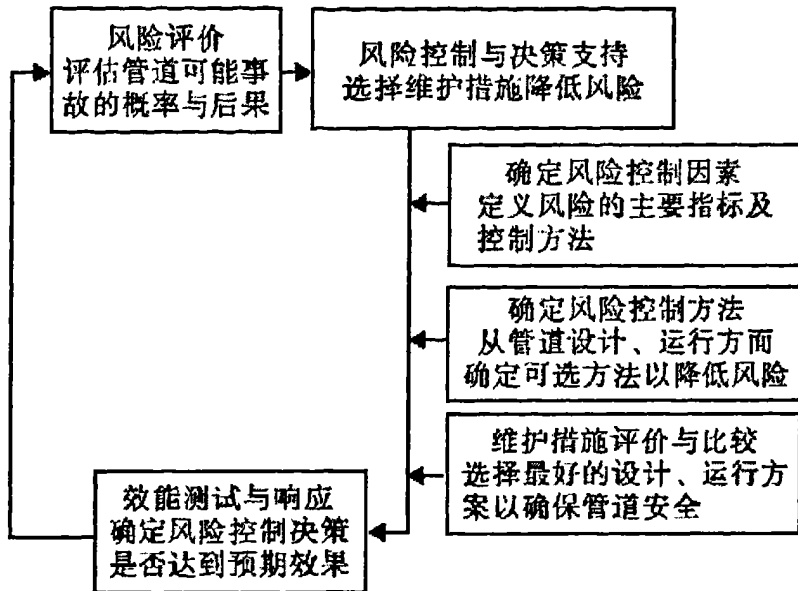 风险评价
评估管道可能事
故的概率与后果
风险控制与决策支持
选择维护措施降低风险
确定风险控制因素
定义风险的主要指标及
控制方法
确定风险控制方法
从管道设计、运行方面
确定可选方法以降低风险
维护措施评价与比较
选择最好的设计、运行方
案以确保管道安全
效能测试与响应
确定风险控制决策
是否达到预期效果